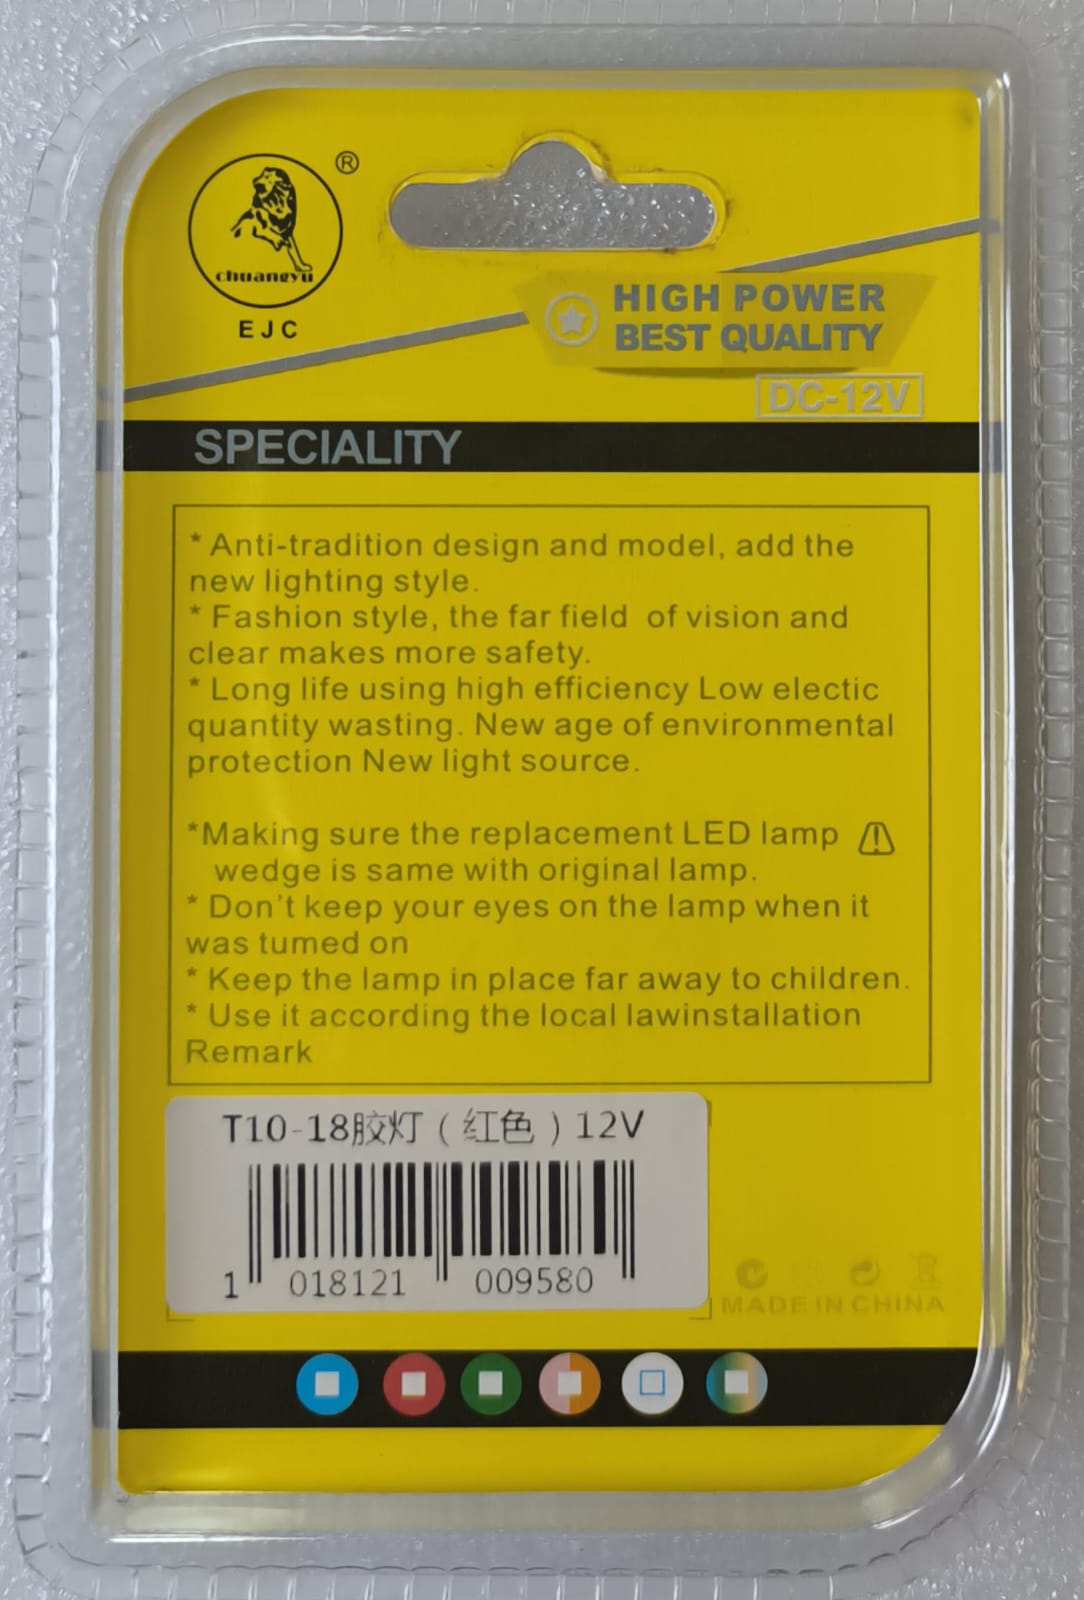 ®
chuangyu
EJC
HIGH POWER
BEST QUALITY
DC-12V
SPECIALITY
* Anti-tradition design and model, add the
new lighting style.
* Fashion style, the far field of vision and
clear makes more safety.
* Long life using high efficiency Low electic
quantity wasting. New age of environmental
protection New light source.
*Making sure the replacement LED lamp
wedge is same with original lamp.
* Don't keep your eyes on the lamp when it
was tumed on
* Keep the lamp in place far away to children.
* Use it according the local lawinstallation
Remark
T10-18胶灯(红色)12V
1 018121 009580
MADE IN CHINA